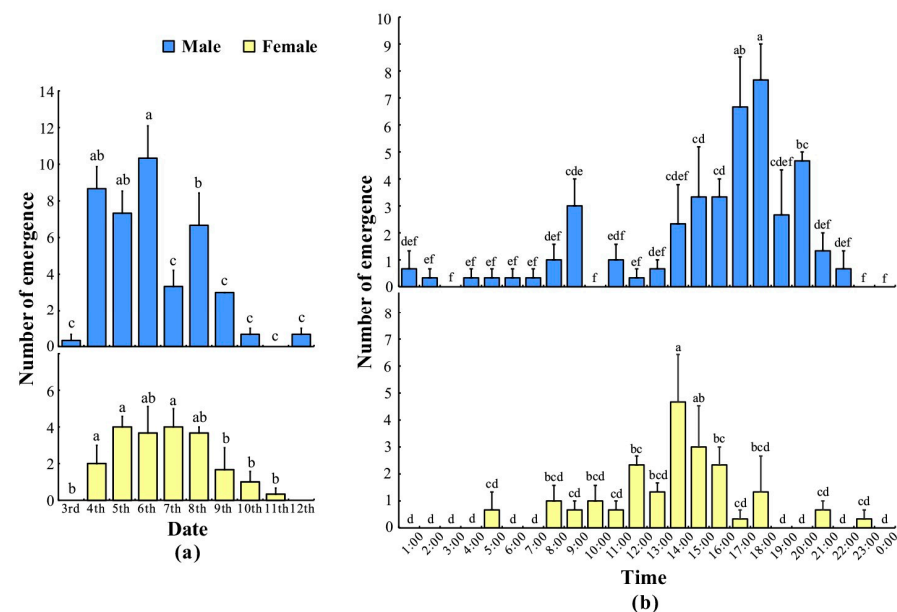 Male Female
Number of emergence
14
12
10
8
6
4
2
0
c ab ab a c b c c c c
6
4
2
0
b a a ab a ab b b b
3rd 4th 5th 6th 7th 8th 9th 10th 11th 12th
Date
(a)
Number of emergence
10
9
8
7
6
5
4
3
2
1
0
def ef f ef ef ef ef def cde f edf ef def cdef cd cd ab a cdef bc def def f f
8
7
6
5
4
3
2
1
0
d d d d cd d d bcd cd bcd cd bc bcd a ab bc cd bcd d d cd d cd d
1:00 2:00 3:00 4:00 5:00 6:00 7:00 8:00 9:00 10:00 11:00 12:00 13:00 14:00 15:00 16:00 17:00 18:00 19:00 20:00 21:00 22:00 23:00 0:00
Time
(b)